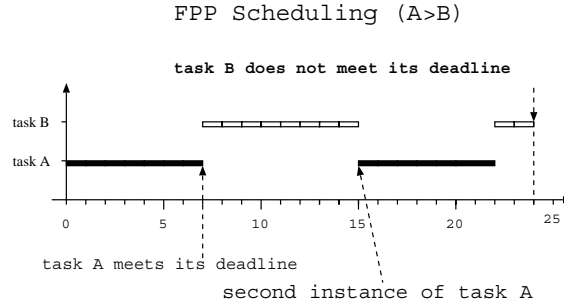 FPP Scheduling (A>B)
task B does not meet its deadline
task B
task A
0 5 10 15 20 25
task A meets its deadline
second instance of task A